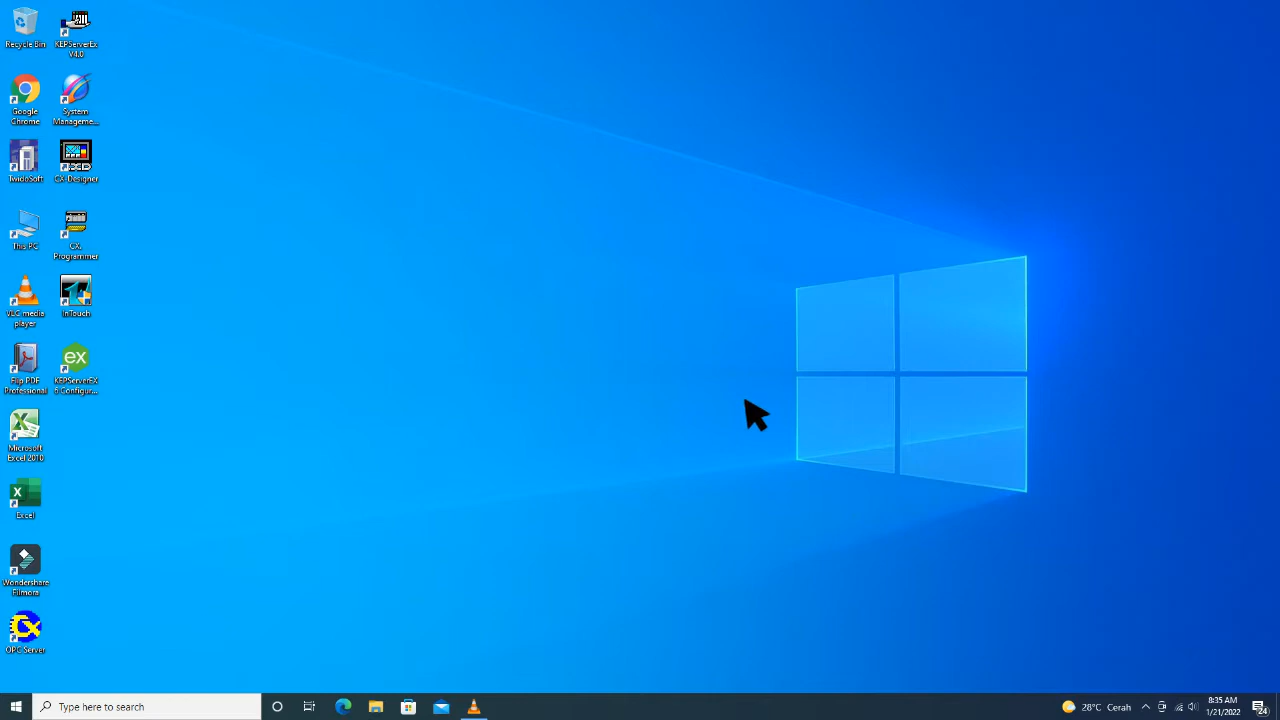 Recycle Bin
KEPServerEx
V4.0
Google
Chrome
System
Manageme...
TwidoSoft
CX-Designer
This PC
CX-
Programmer
VLC media
player
InTouch
Flip PDF
Professional
ex
KEPServerEX
6 Configur...
Microsoft
Excel 2010
Excel
Wondershare
Filmora
OPC Server
Type here to search
28°C Cerah
8:35 AM
1/21/2022
24